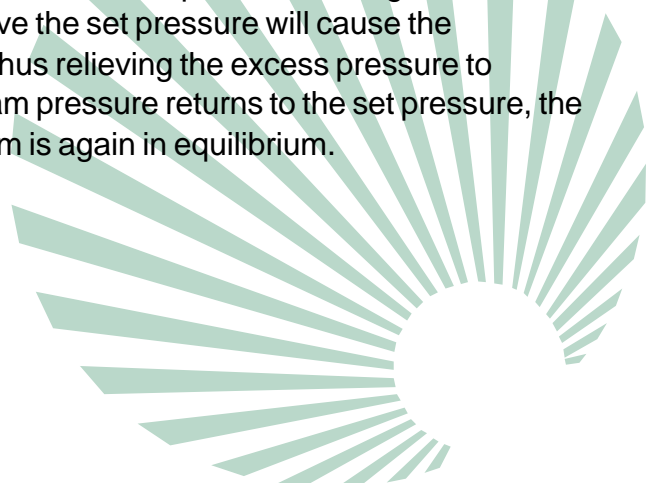 ve the set pressure will cause the
hus relieving the excess pressure to
am pressure returns to the set pressure, the
m is again in equilibrium.